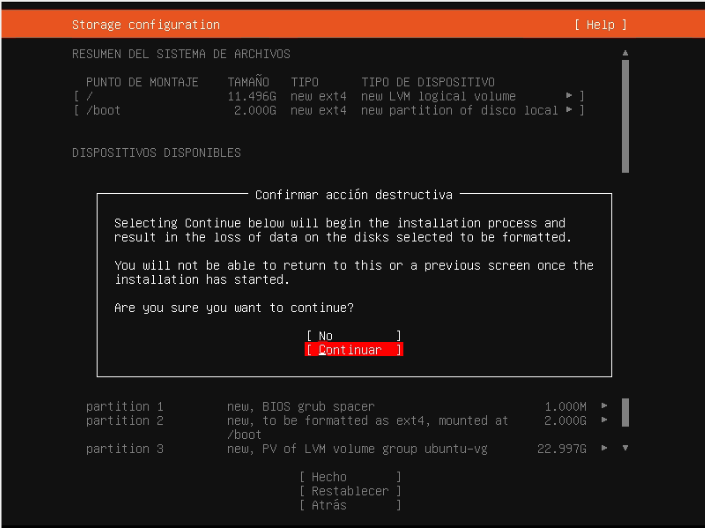 Storage configuration [ Help ]
RESUMEN DEL SISTEMA DE ARCHIVOS
PUNTO DE MONTAJE TAMAÑO TIPO TIPO DE DISPOSITIVO
[ / 11.496G new ext4 new LVM logical volume ▸ ]
[ /boot 2.000G new ext4 new partition of disco local ▸ ]
DISPOSITIVOS DISPONIBLES
Confirmar acción destructiva
Selecting Continue below will begin the installation process and
result in the loss of data on the disks selected to be formatted.
You will not be able to return to this or a previous screen once the
installation has started.
Are you sure you want to continue?
[ No ]
[ Continuar ]
partition 1 new, BIOS grub spacer 1.000M ▸
partition 2 new, to be formatted as ext4, mounted at 2.000G ▸
/boot
partition 3 new, PV of LVM volume group ubuntu-vg 22.997G ▸
[ Hecho ]
[ Restablecer ]
[ Atrás ]